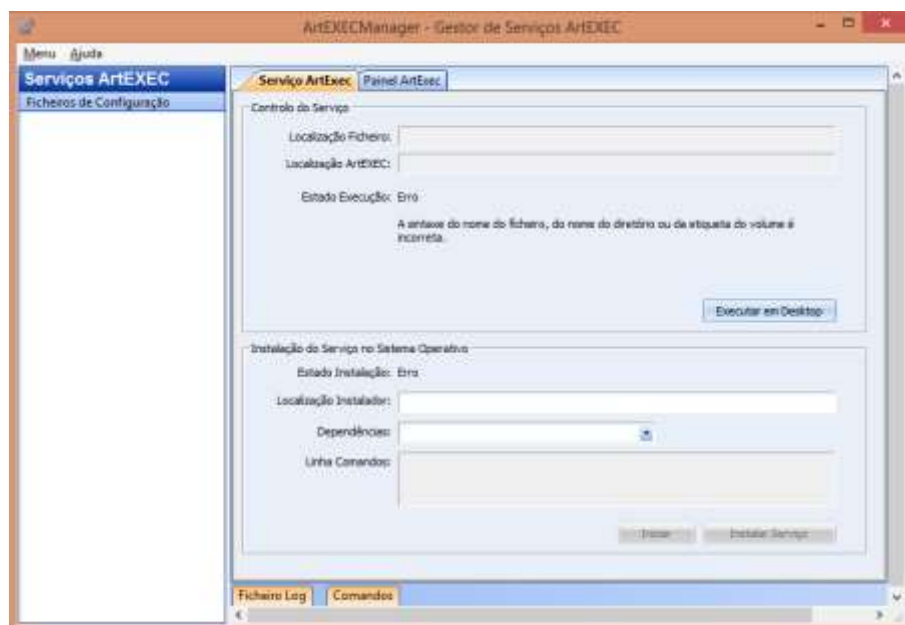 ArtEXECManager - Gestor de Serviços ArtEXEC
Menu Ajuda
Serviços ArtEXEC
Ficheiros de Configuração
Serviço ArtExec Painel ArtExec
Controlo do Serviço
Localização Ficheiro:
Localização ArtEXEC:
Estado Execução: Erro
A sintaxe do nome do ficheiro, do nome do diretório ou da etiqueta do volume é
incorreta.
Executar em Desktop
Instalação do Serviço no Sistema Operativo
Estado Instalação: Erro
Localização Instalador:
Dependências:
Linha Comandos:
Instalar Serviço
Ficheiro Log Comandos